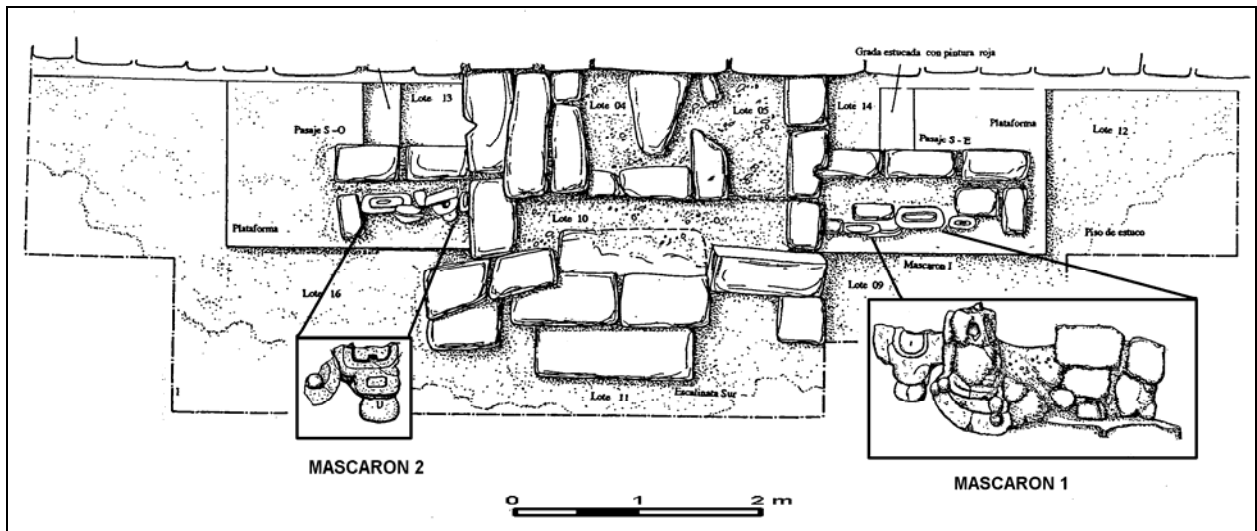 Grada estucada con pintura roja
Lote 13
Lote 04
Lote 05
Lote 14
Plataforma
Lote 12
Pasaje S-O
Pasaje S - E
Lote 10
Plataforma
Piso de estuco
Mascaron I
Lote 16
Lote 09
Lote 11
Escalinata Sur
MASCARON 2
MASCARON 1
0 1 2 m